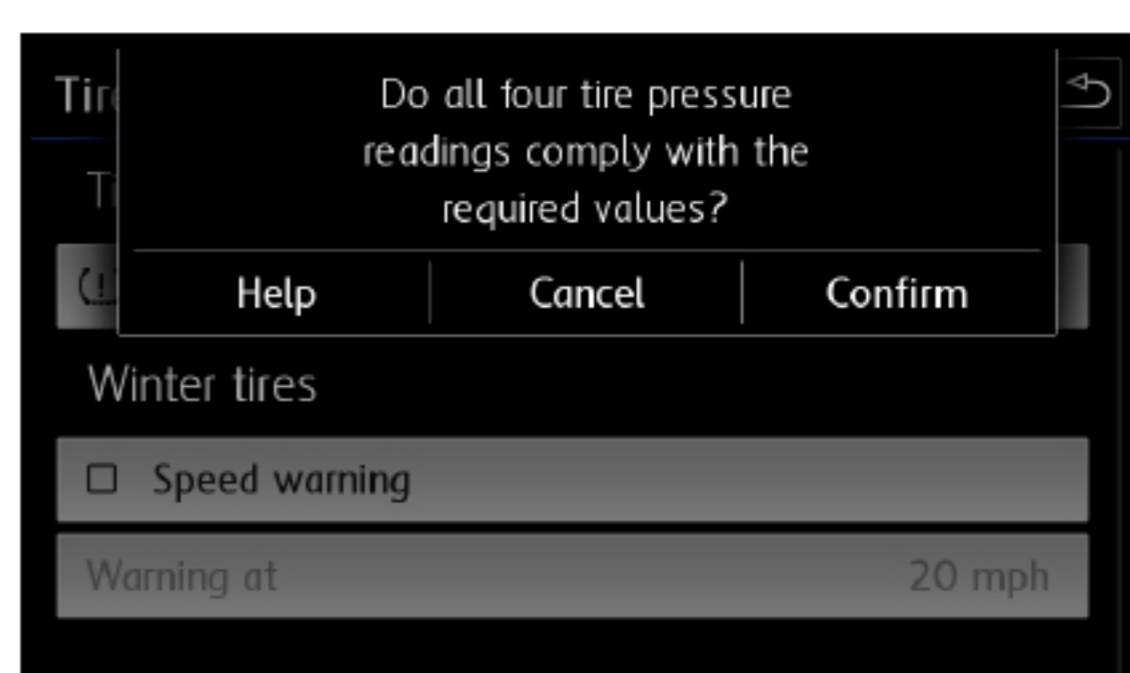 Do all four tire pressure
readings comply with the
required values?
Help Cancel Confirm
Winter tires
Speed warning
Warning at 20 mph